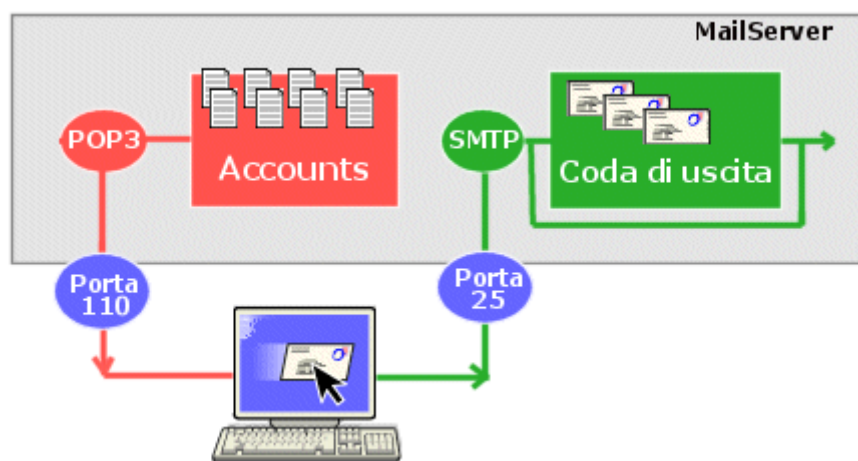 MailServer
POP3
Accounts
SMTP
Coda di uscita
Porta
110
Porta
25